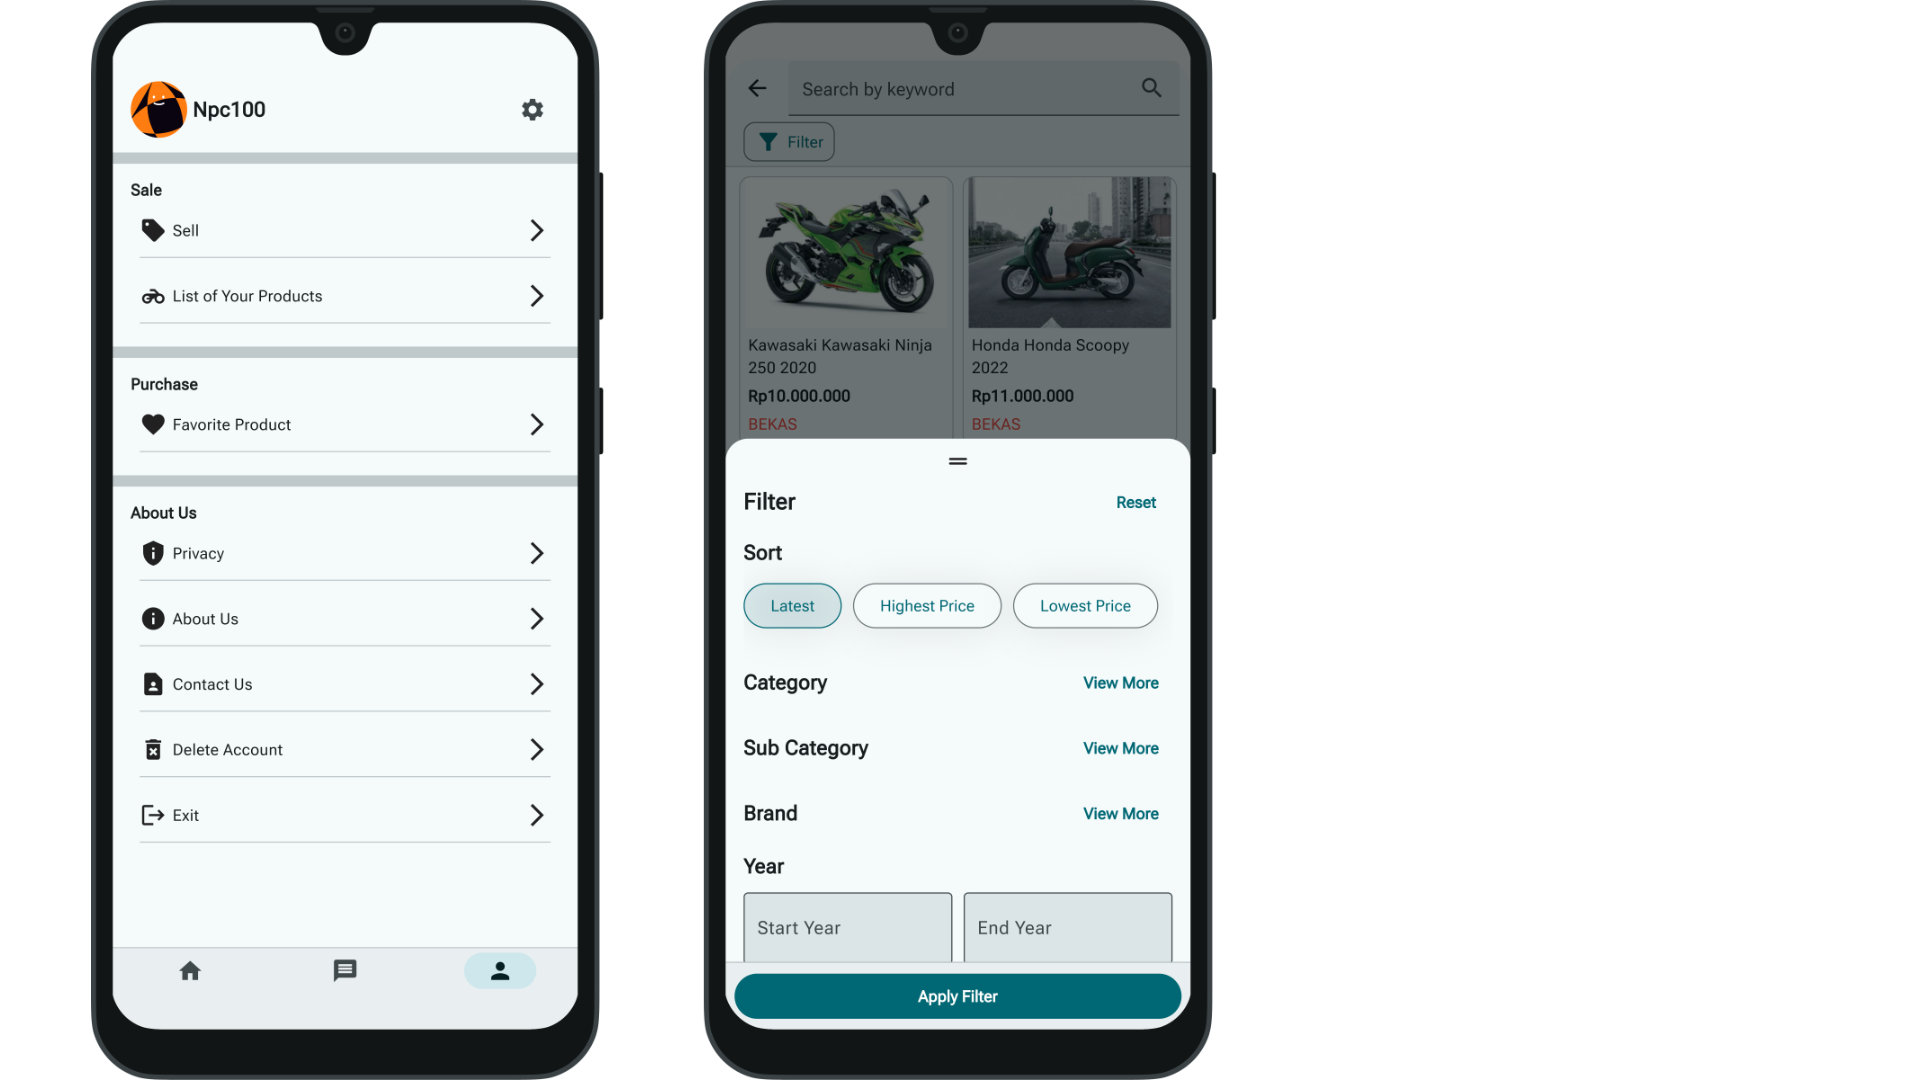 Npc100
Sale
Sell
List of Your Products
Purchase
Favorite Product
About Us
Privacy
About Us
Contact Us
Delete Account
Exit
Search by keyword
Filter
Kawasaki Kawasaki Ninja
250 2020
Rp10.000.000
BEKAS
Honda Honda Scoopy
2022
Rp11.000.000
BEKAS
Filter
Reset
Sort
Latest
Highest Price
Lowest Price
Category
View More
Sub Category
View More
Brand
View More
Year
Start Year
End Year
Apply Filter